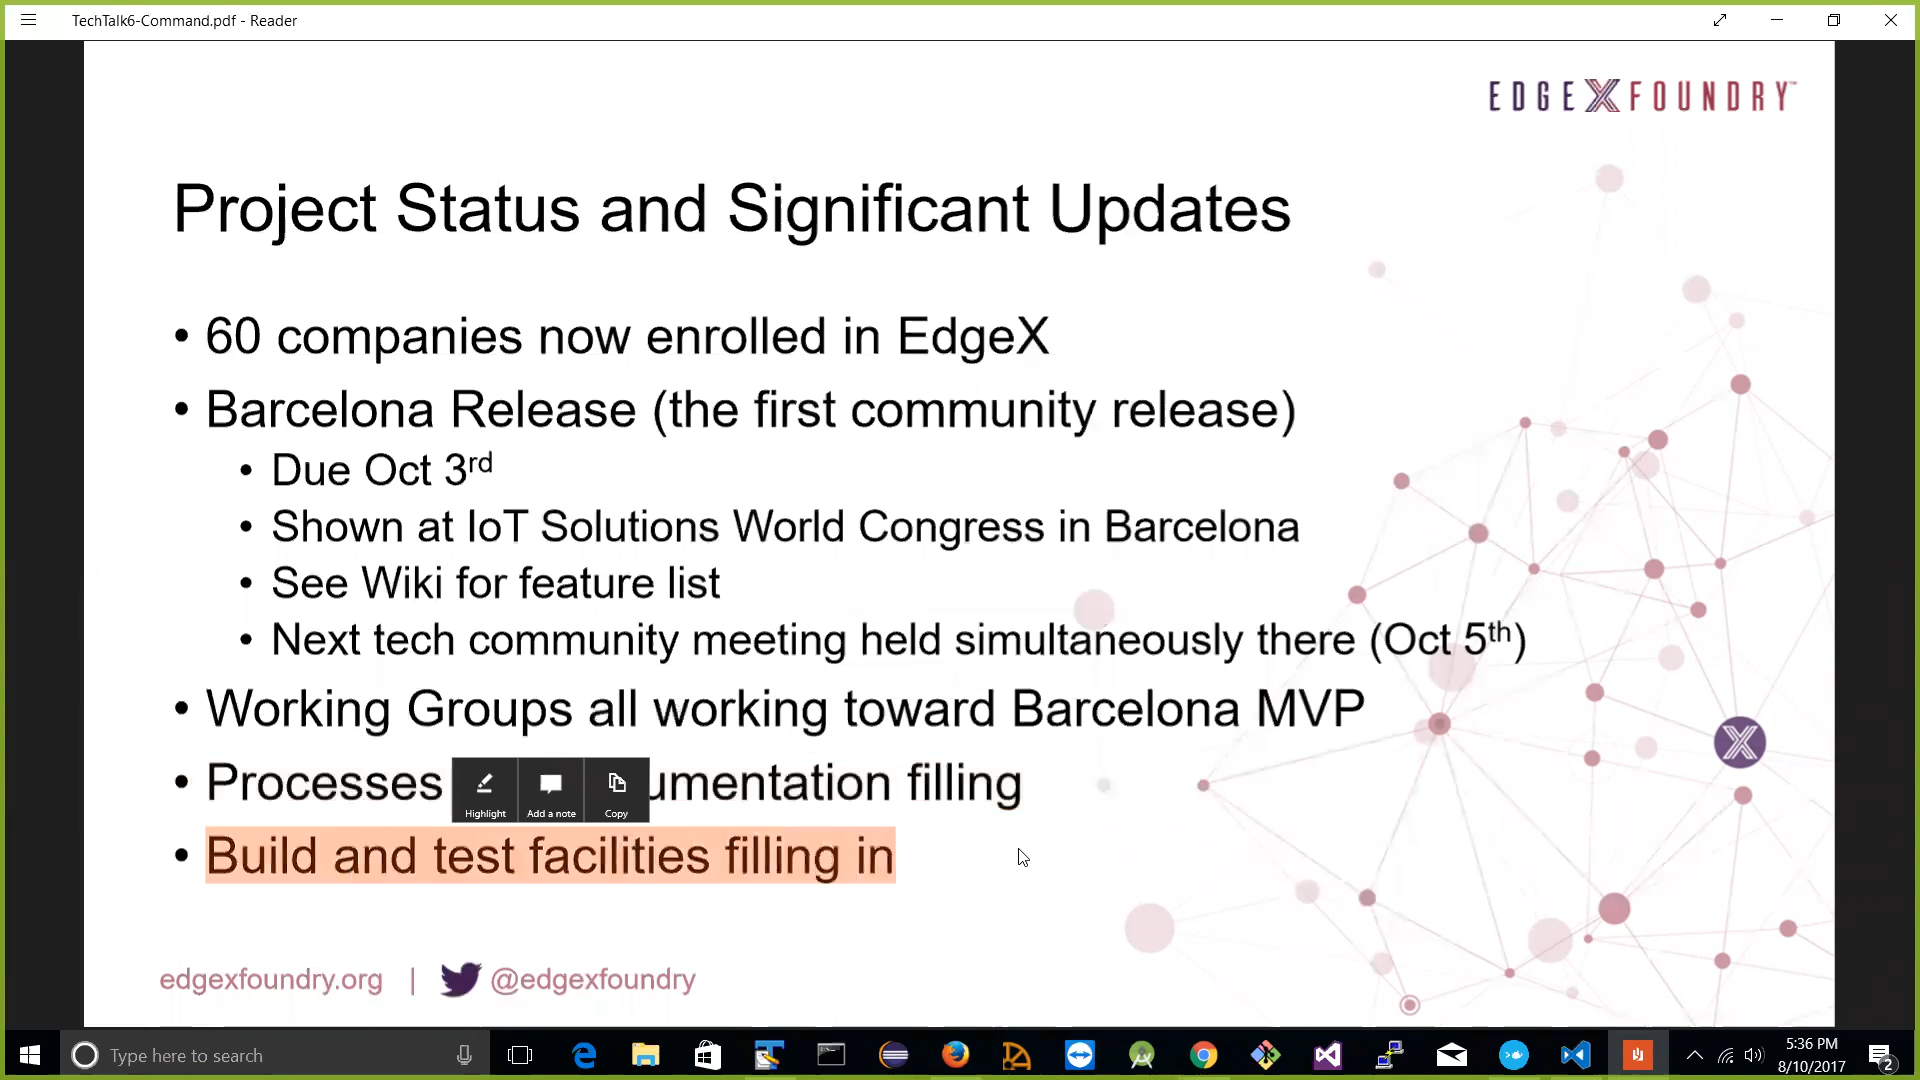 TechTalk6-Command.pdf - Reader
EDGE X FOUNDRY™
Project Status and Significant Updates
• 60 companies now enrolled in EdgeX
• Barcelona Release (the first community release)
• Due Oct 3rd
• Shown at IoT Solutions World Congress in Barcelona
• See Wiki for feature list
• Next tech community meeting held simultaneously there (Oct 5th)
• Working Groups all working toward Barcelona MVP
• Processes umentation filling
Highlight Add a note Copy
• Build and test facilities filling in
edgexfoundry.org | @edgexfoundry
Type here to search
5:36 PM
8/10/2017
2